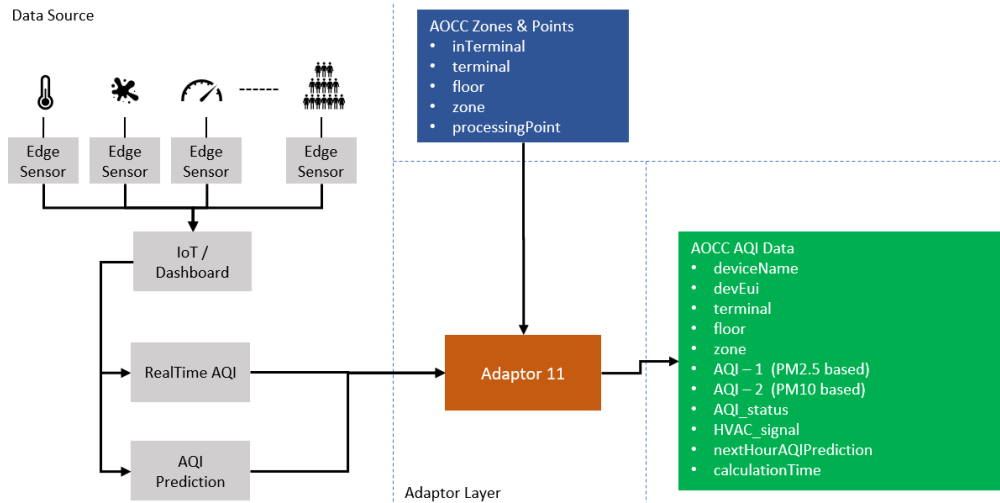 Data Source
Edge
Sensor
Edge
Sensor
Edge
Sensor
Edge
Sensor
IoT /
Dashboard
RealTime AQI
AQI
Prediction
AOCC Zones & Points
• inTerminal
• terminal
• floor
• zone
• processingPoint
Adaptor 11
Adaptor Layer
AOCC AQI Data
• deviceName
• devEui
• terminal
• floor
• zone
• AQI – 1 (PM2.5 based)
• AQI – 2 (PM10 based)
• AQI_status
• HVAC_signal
• nextHourAQIPrediction
• calculationTime